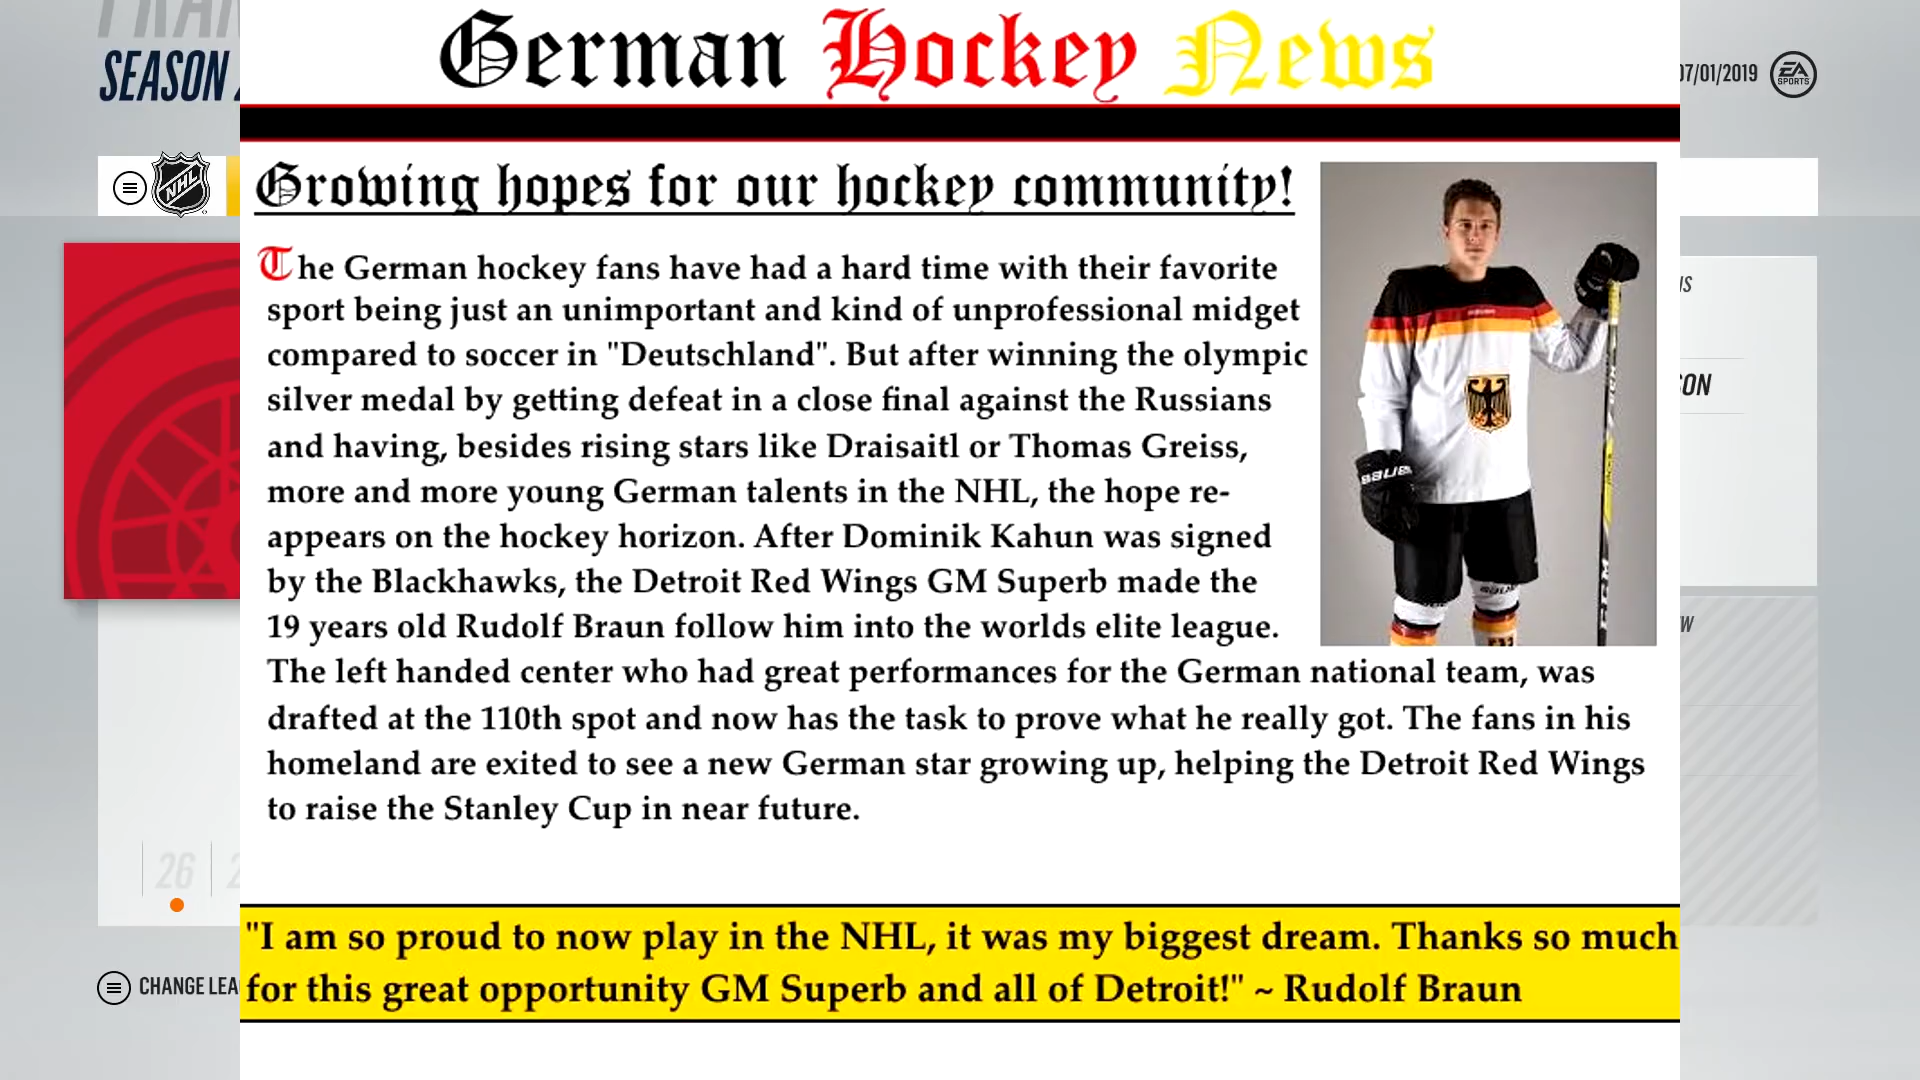 German Hockey News
SEASON
07/01/2019
EA
SPORTS
NHL
Growing hopes for our hockey community!
The German hockey fans have had a hard time with their favorite
sport being just an unimportant and kind of unprofessional midget
compared to soccer in "Deutschland". But after winning the olympic
silver medal by getting defeat in a close final against the Russians
and having, besides rising stars like Draisaitl or Thomas Greiss,
more and more young German talents in the NHL, the hope re-
appears on the hockey horizon. After Dominik Kahun was signed
by the Blackhawks, the Detroit Red Wings GM Superb made the
19 years old Rudolf Braun follow him into the worlds elite league.
The left handed center who had great performances for the German national team, was
drafted at the 110th spot and now has the task to prove what he really got. The fans in his
homeland are exited to see a new German star growing up, helping the Detroit Red Wings
to raise the Stanley Cup in near future.
BAUER
CCM
26
"I am so proud to now play in the NHL, it was my biggest dream. Thanks so much
for this great opportunity GM Superb and all of Detroit!" ~ Rudolf Braun
CHANGE LEA